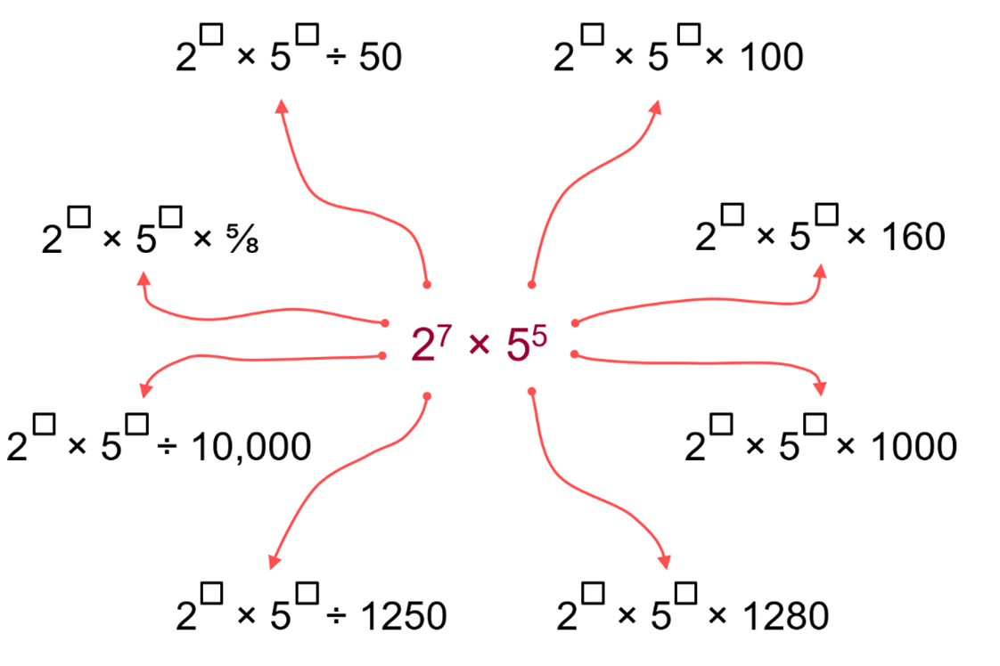 2^□ × 5^□ ÷ 50
2^□ × 5^□ × 100
2^□ × 5^□ × ⅝
2^□ × 5^□ × 160
2⁷ × 5⁵
2^□ × 5^□ ÷ 10,000
2^□ × 5^□ × 1000
2^□ × 5^□ ÷ 1250
2^□ × 5^□ × 1280